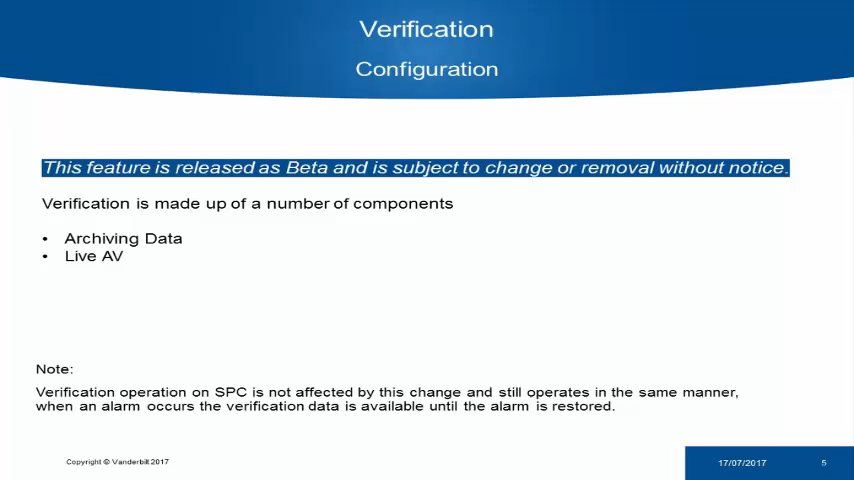 Verification
Configuration
This feature is released as Beta and is subject to change or removal without notice.
Verification is made up of a number of components
• Archiving Data
• Live AV
Note:
Verification operation on SPC is not affected by this change and still operates in the same manner,
when an alarm occurs the verification data is available until the alarm is restored.
Copyright © Vanderbilt 2017
17/07/2017
5